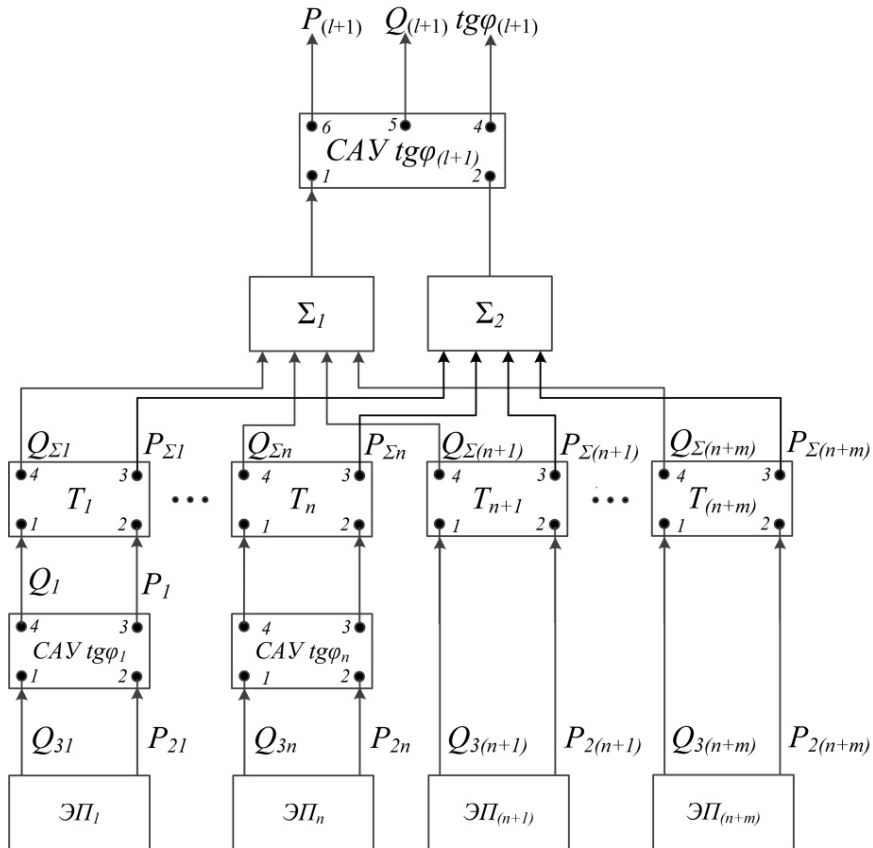 P(l+1) Q(l+1) tgφ(l+1)
6 5 4
САУ tgφ(l+1)
1 2
Σ1 Σ2
QΣ1 PΣ1 QΣn PΣn QΣ(n+1) PΣ(n+1) QΣ(n+m) PΣ(n+m)
4 3 4 3 4 3 4 3
T1 ... Tn Tn+1 ... T(n+m)
1 2 1 2 1 2 1 2
Q1 P1
4 3 4 3
САУ tgφ1 САУ tgφn
1 2 1 2
Q31 P21 Q3n P2n Q3(n+1) P2(n+1) Q3(n+m) P2(n+m)
ЭП1 ЭПn ЭП(n+1) ЭП(n+m)